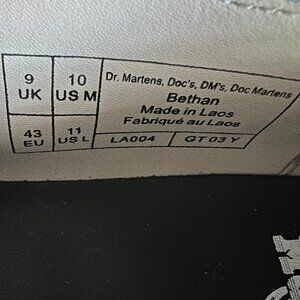 9 UK
10 US M
43 EU
11 US L
Dr. Martens, Doc's, DM's, Doc Martens
Bethan
Made in Laos
Fabriqué au Laos
LA004
GT 03 Y